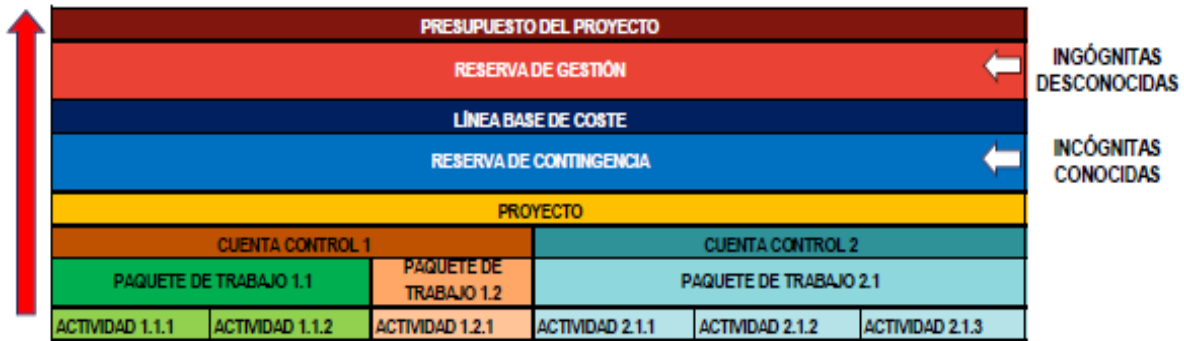 PRESUPUESTO DEL PROYECTO
RESERVA DE GESTIÓN
INGÓGNITAS
DESCONOCIDAS
LÍNEA BASE DE COSTE
RESERVA DE CONTINGENCIA
INCÓGNITAS
CONOCIDAS
PROYECTO
CUENTA CONTROL 1
CUENTA CONTROL 2
PAQUETE DE TRABAJO 1.1
PAQUETE DE
TRABAJO 1.2
PAQUETE DE TRABAJO 2.1
ACTIVIDAD 1.1.1
ACTIVIDAD 1.1.2
ACTIVIDAD 1.2.1
ACTIVIDAD 2.1.1
ACTIVIDAD 2.1.2
ACTIVIDAD 2.1.3